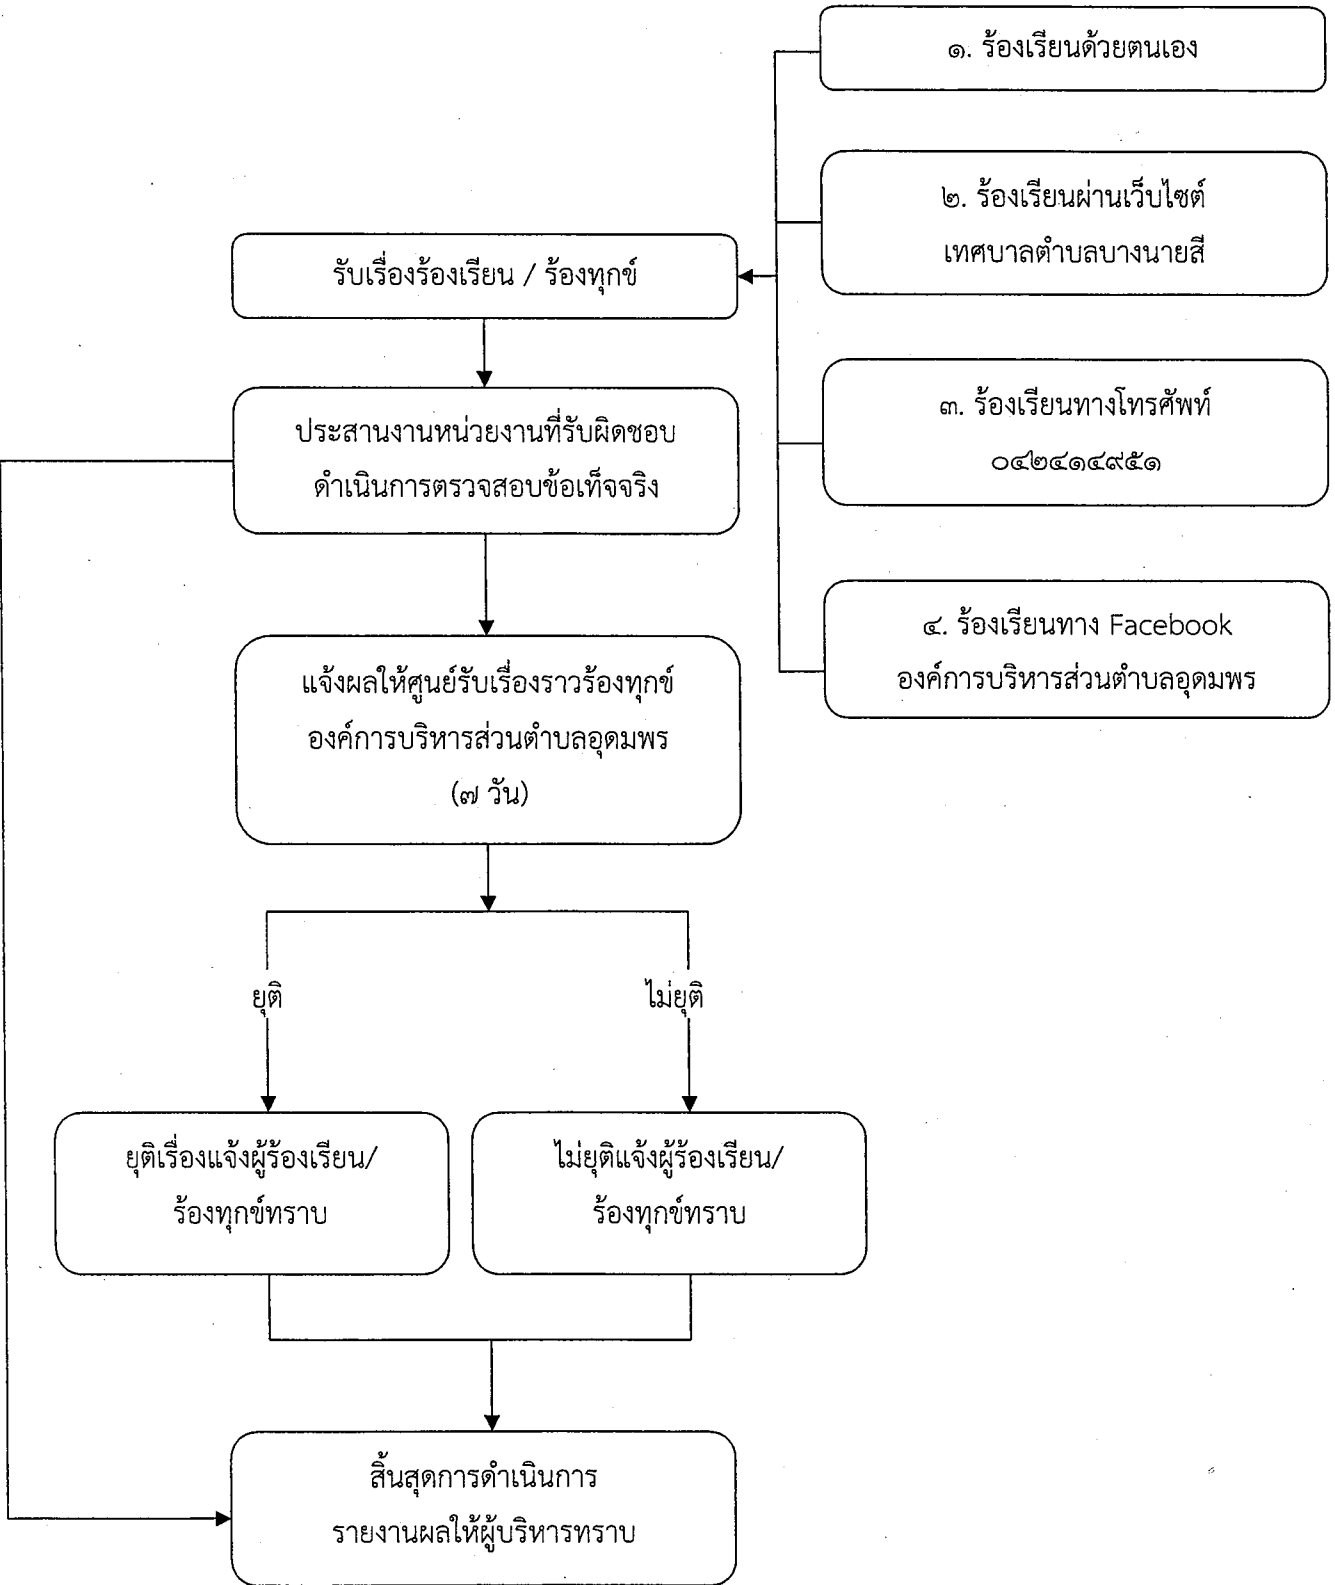 ๑. ร้องเรียนด้วยตนเอง
๒. ร้องเรียนผ่านเว็บไซต์
เทศบาลตำบลบางนายสี
รับเรื่องร้องเรียน / ร้องทุกข์
๓. ร้องเรียนทางโทรศัพท์
๐๔๒๔๑๔๙๕๑
ประสานงานหน่วยงานที่รับผิดชอบ
ดำเนินการตรวจสอบข้อเท็จจริง
๔. ร้องเรียนทาง Facebook
องค์การบริหารส่วนตำบลอุดมพร
แจ้งผลให้ศูนย์รับเรื่องราวร้องทุกข์
องค์การบริหารส่วนตำบลอุดมพร
(๗ วัน)
ยุติ
ไม่ยุติ
ยุติเรื่องแจ้งผู้ร้องเรียน/
ร้องทุกข์ทราบ
ไม่ยุติแจ้งผู้ร้องเรียน/
ร้องทุกข์ทราบ
สิ้นสุดการดำเนินการ
รายงานผลให้ผู้บริหารทราบ